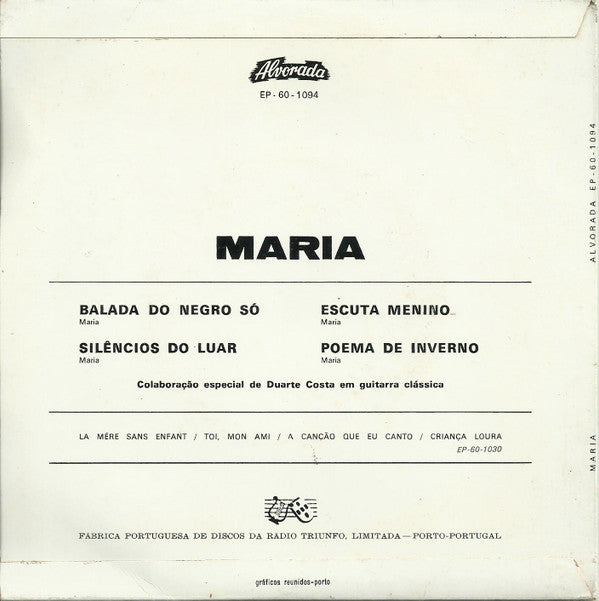 Alvorada
EP-60-1094
MARIA
BALADA DO NEGRO SÓ
Maria
SILÊNCIOS DO LUAR
Maria
ESCUTA MENINO
Maria
POEMA DE INVERNO
Maria
Colaboração especial de Duarte Costa em guitarra clássica
LA MÉRE SANS ENFANT / TOI, MON AMI / A CANÇÃO QUE EU CANTO / CRIANÇA LOURA
EP-60-1030
FÁBRICA PORTUGUESA DE DISCOS DA RADIO TRIUNFO, LIMITADA — PORTO-PORTUGAL
gráficos reunidos-porto
ALVORADA EP-60-1094
MARIA